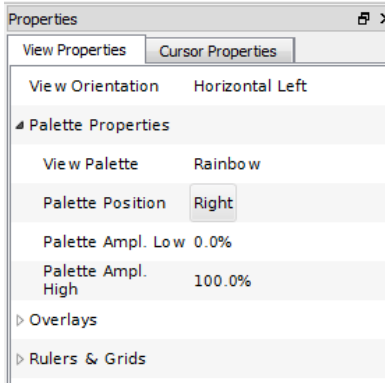 Properties
View Properties Cursor Properties
View Orientation Horizontal Left
Palette Properties
View Palette Rainbow
Palette Position Right
Palette Ampl. Low 0.0%
Palette Ampl.
High 100.0%
Overlays
Rulers & Grids